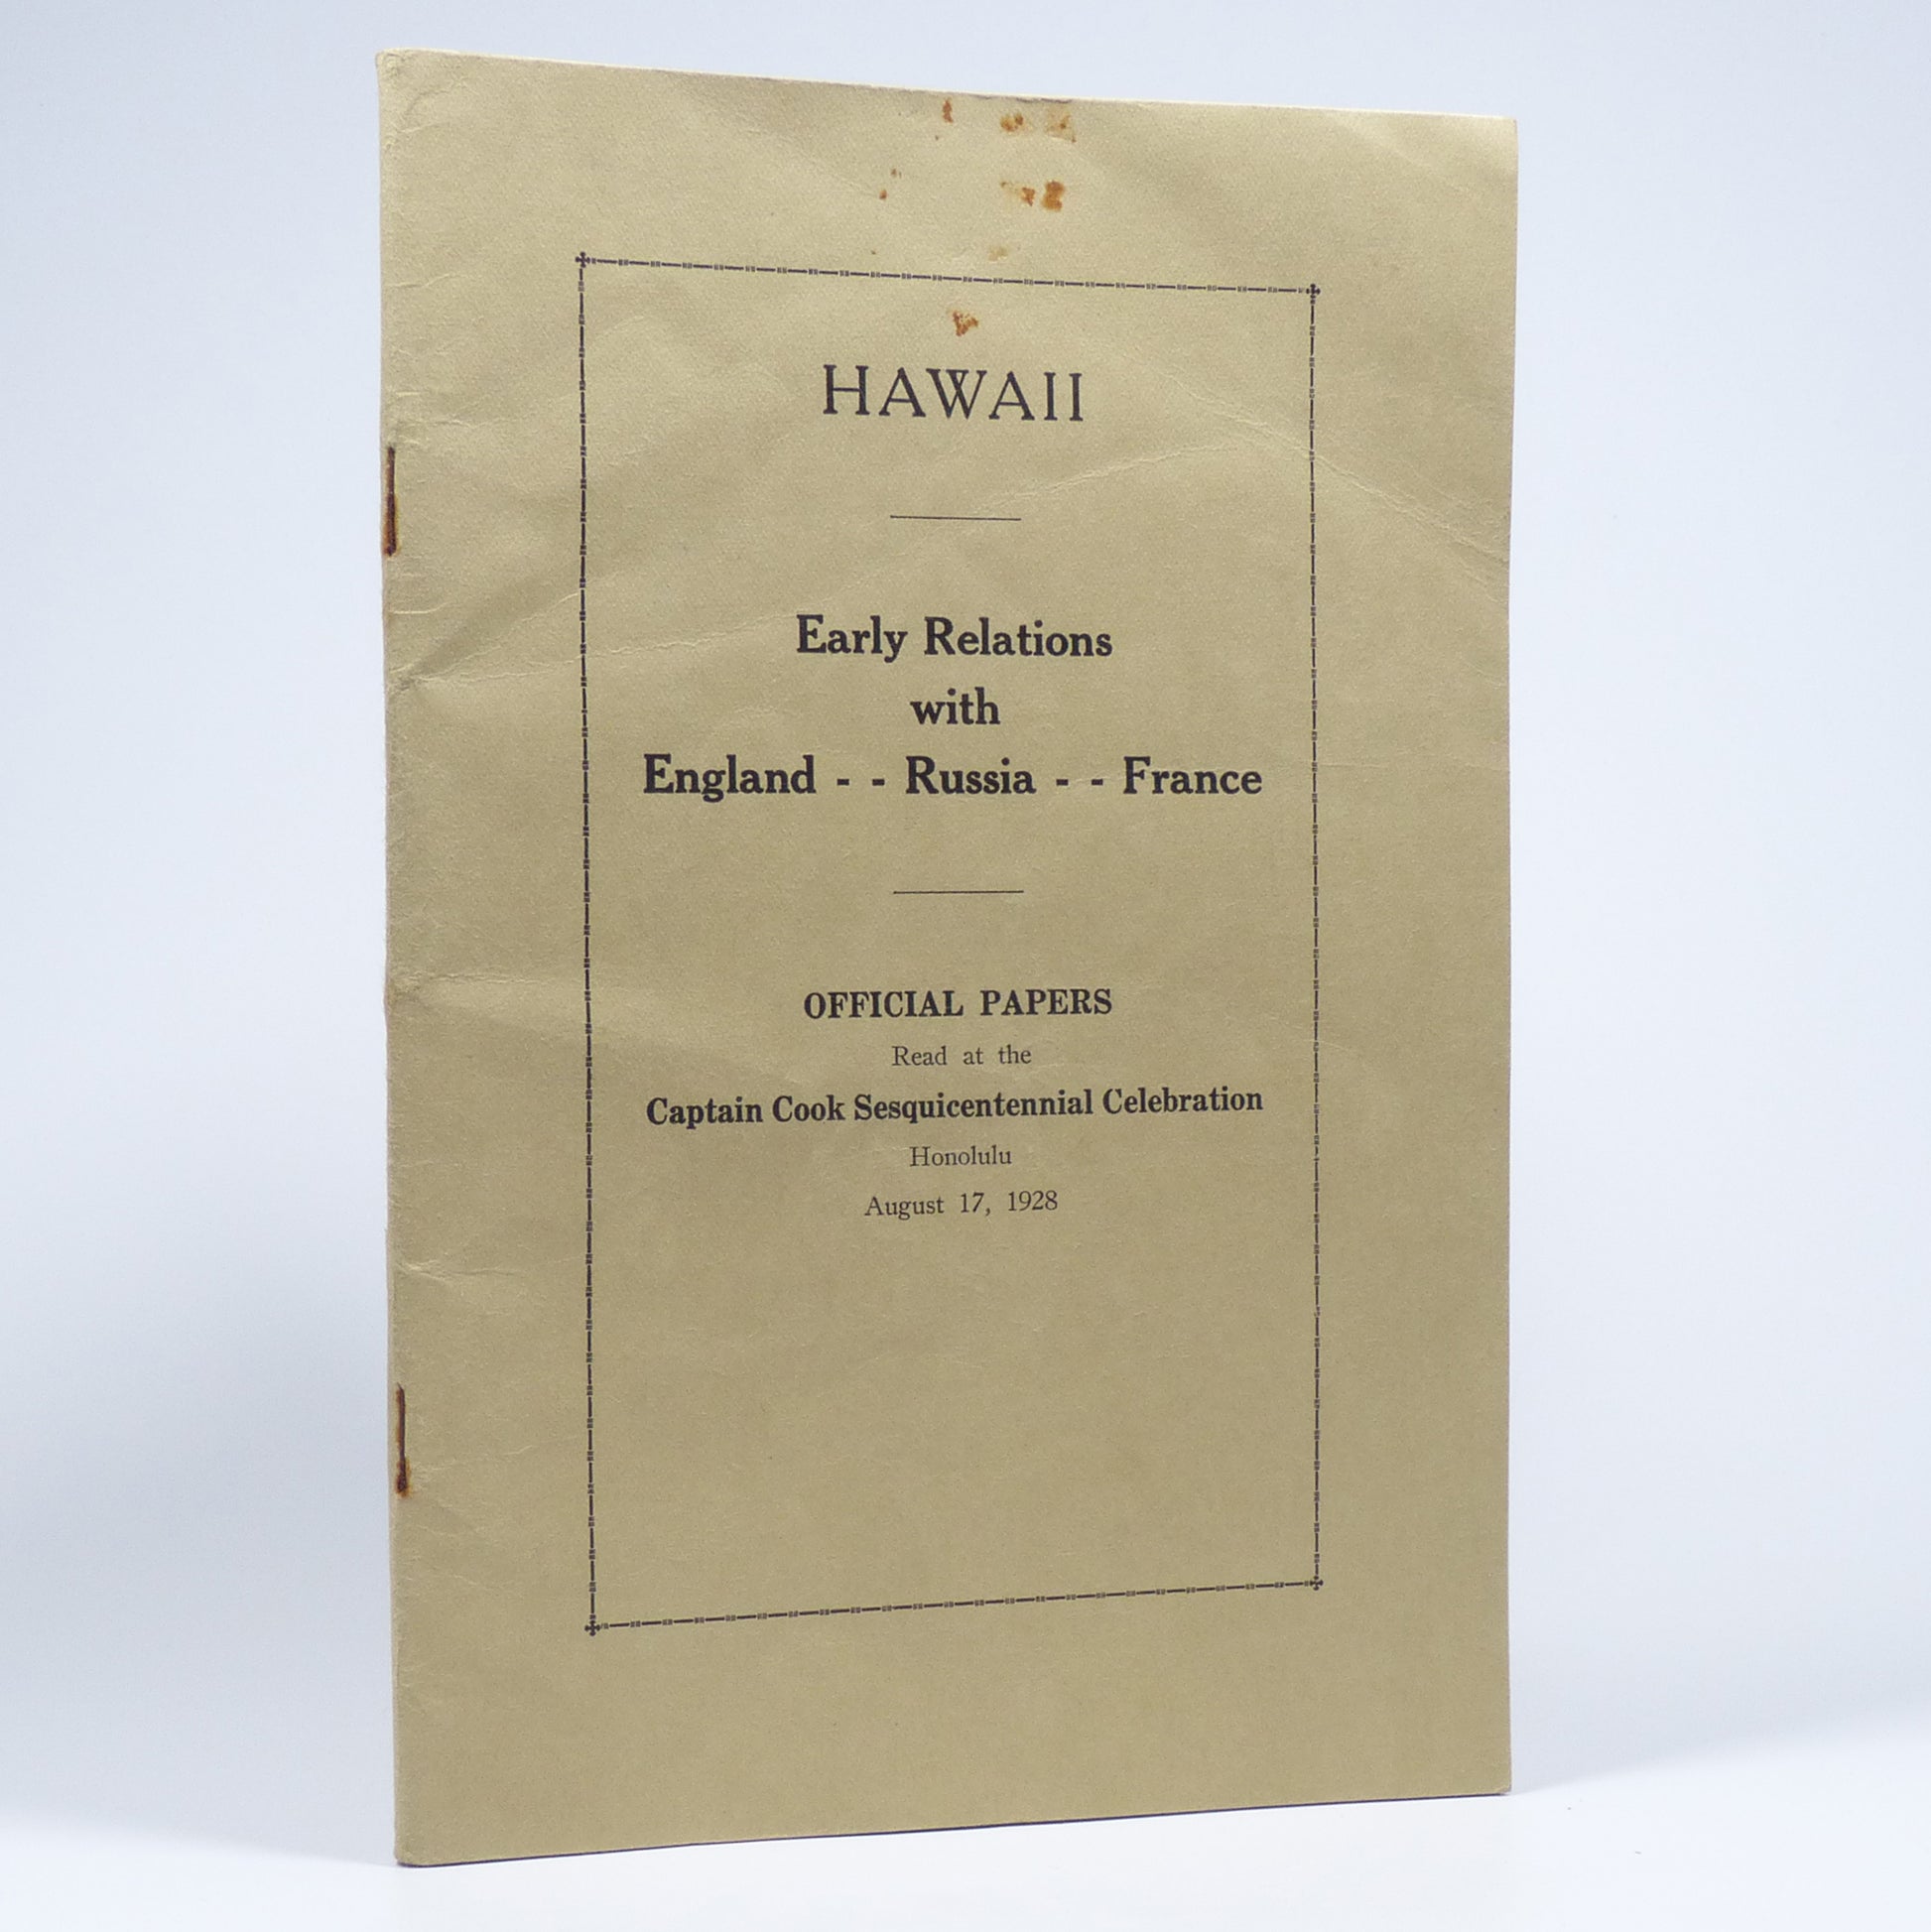 HAWAII
Early Relations
with
England - - Russia - - France
OFFICIAL PAPERS
Read at the
Captain Cook Sesquicentennial Celebration
Honolulu
August 17, 1928